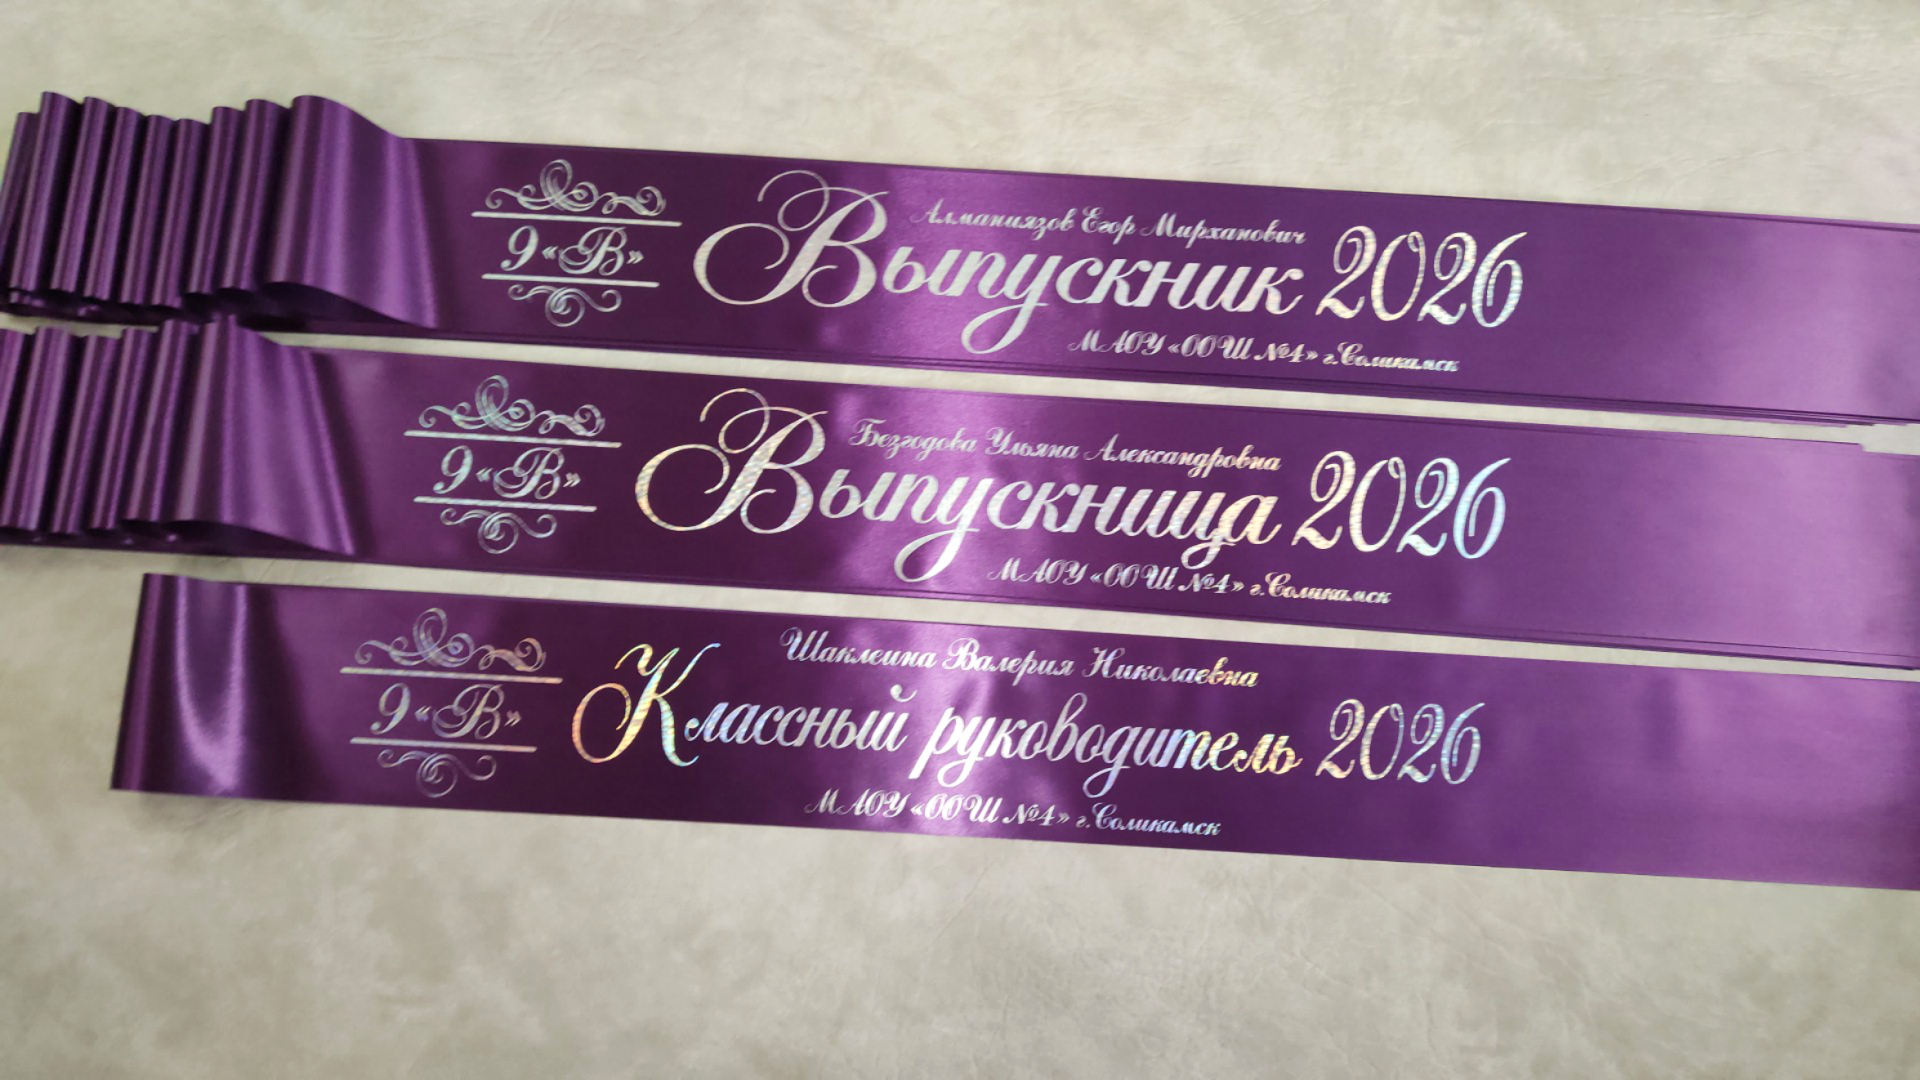 9 «В»
Алманиязов Егор Мирханович
Выпускник 2026
МАОУ «ООШ №4» г.Соликамск
9 «В»
Безгодова Ульяна Александровна
Выпускница 2026
МАОУ «ООШ №4» г.Соликамск
9 «В»
Шаклеина Валерия Николаевна
Классный руководитель 2026
МАОУ «ООШ №4» г.Соликамск